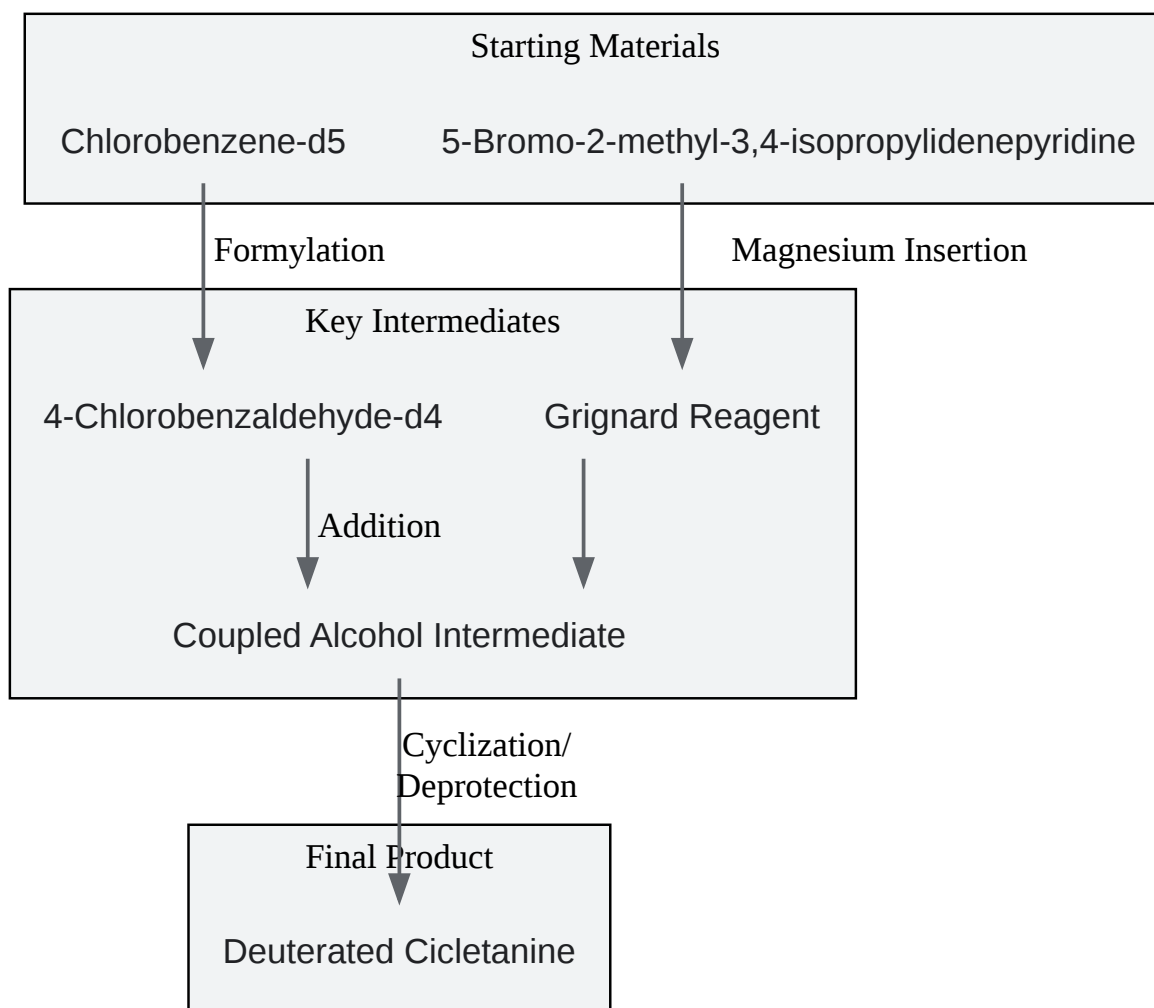 Starting Materials
Chlorobenzene-d5
5-Bromo-2-methyl-3,4-isopropylidenepyridine
Formylation
Magnesium Insertion
Key Intermediates
4-Chlorobenzaldehyde-d4
Grignard Reagent
Addition
Coupled Alcohol Intermediate
Cyclization/
Deprotection
Final Product
Deuterated Cicletanine